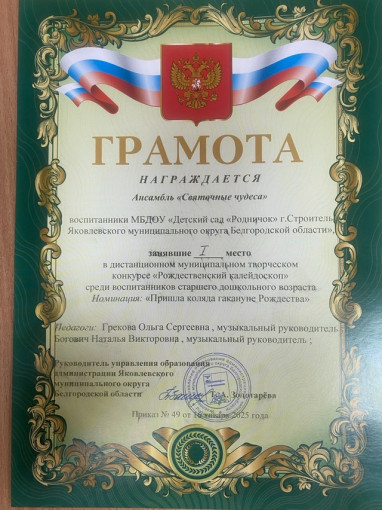 ГРАМОТА
НАГРАЖДАЕТСЯ
Ансамбль «Святочные чудеса»
воспитанники МБДОУ «Детский сад «Родничок» г.Строитель
Яковлевского муниципального округа Белгородской области»,
занявшие I место
в дистанционном муниципальном творческом
конкурсе «Рождественский калейдоскоп»
среди воспитанников старшего дошкольного возраста
Номинация: «Пришла коляда накануне Рождества»
Педагоги: Грекова Ольга Сергеевна , музыкальный руководитель
Богович Наталья Викторовна , музыкальный руководитель ;
Руководитель управления образования
администрации Яковлевского
муниципального округа
Белгородской области Золотарёва
Приказ № 49 от 2025 года